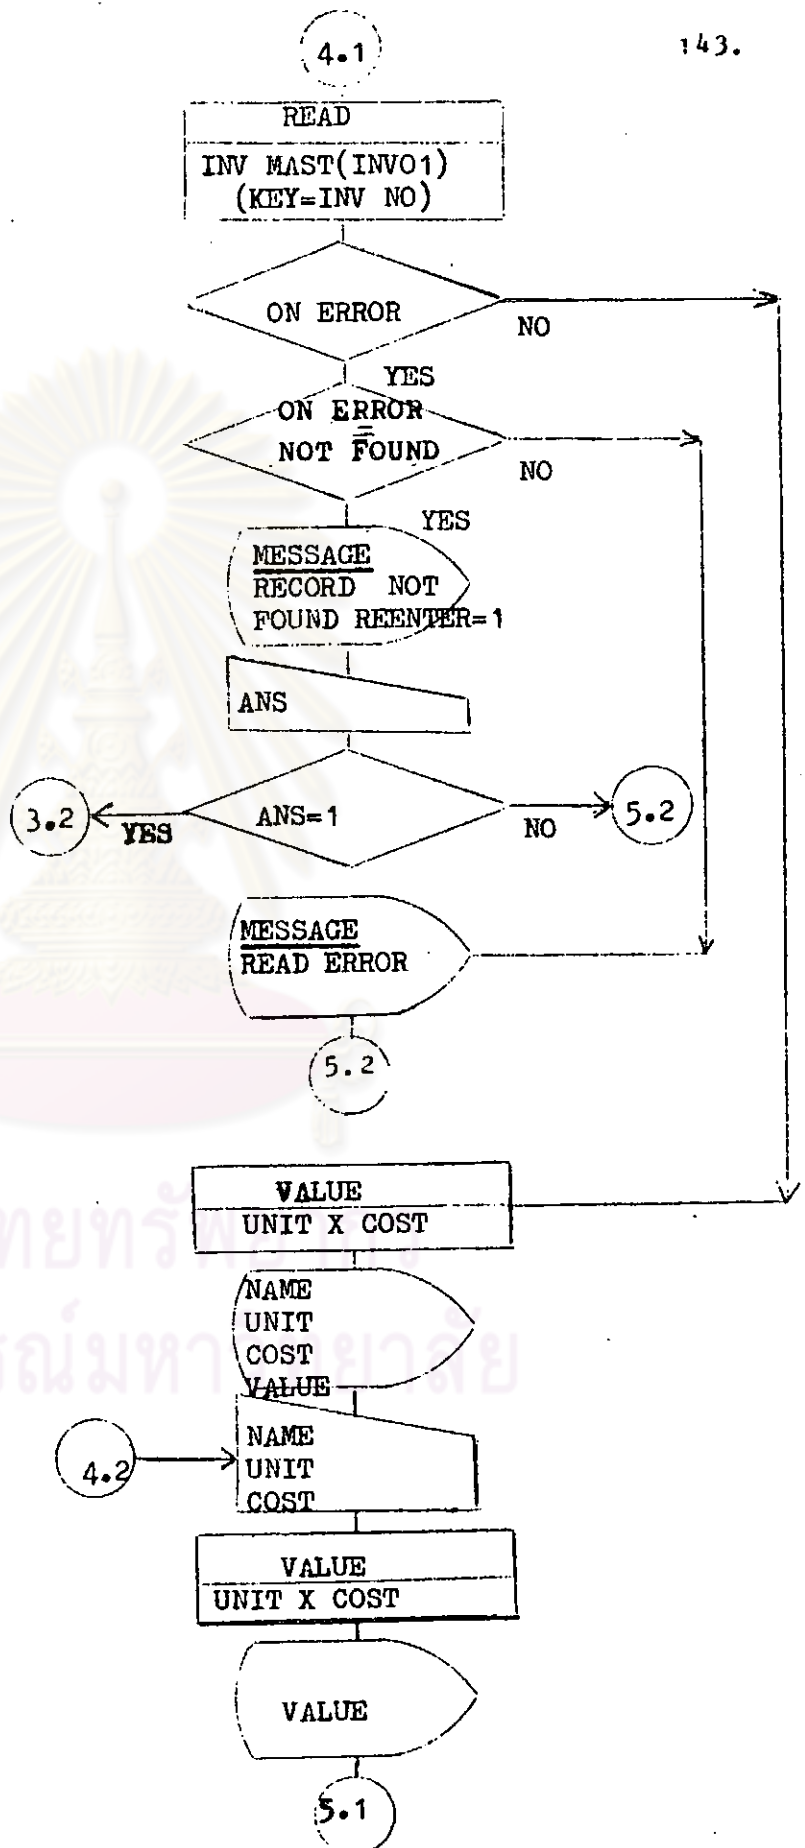 4.1
143.
READ
INV MAST(INV01)
(KEY=INV NO)
ON ERROR
NO
YES
ON ERROR
=
NOT FOUND
NO
YES
MESSAGE
RECORD NOT
FOUND REENTER=1
ANS
3.2
YES
ANS=1
NO
5.2
MESSAGE
READ ERROR
5.2
VALUE
UNIT X COST
NAME
UNIT
COST
VALUE
4.2
NAME
UNIT
COST
VALUE
UNIT X COST
VALUE
5.1